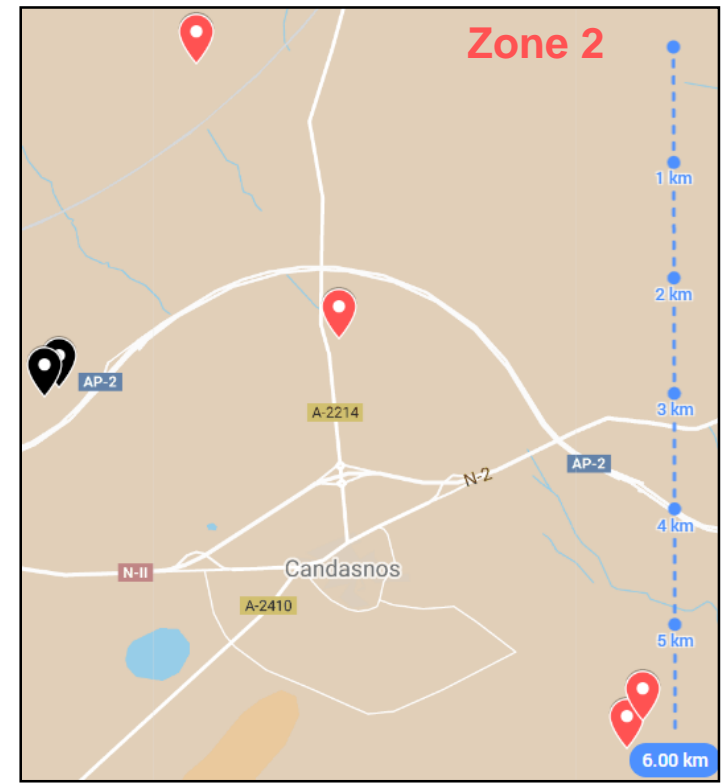 Zone 2
1 km
2 km
AP-2
3 km
A-2214
AP-2
N-2
4 km
N-II
Candasnos
A-2410
5 km
6.00 km